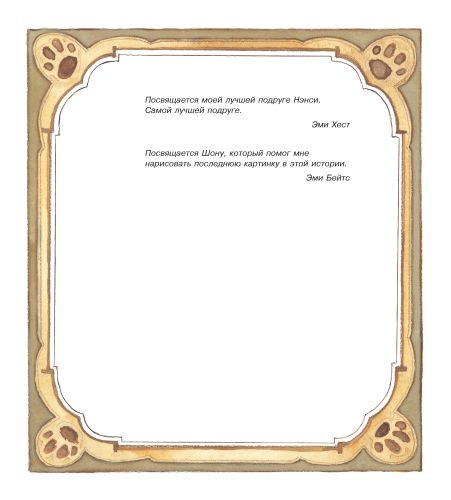 Посвящается моей лучшей подруге Нэнси.
Самой лучшей подруге.
Эми Хест
Посвящается Шону, который помог мне
нарисовать последнюю картинку в этой истории.
Эми Бейтс